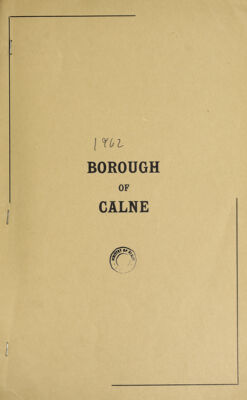 1962
BOROUGH
OF
CALNE